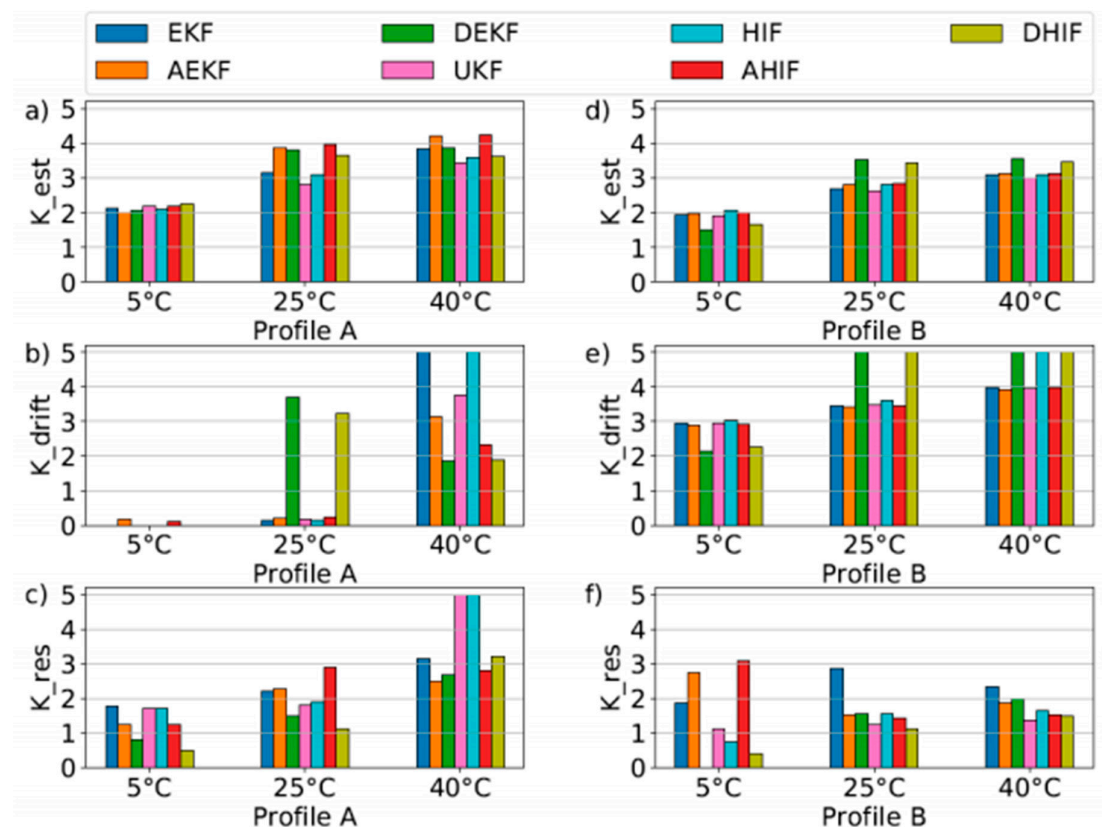 EKF DEKF HIF DHIF
AEKF UKF AHIF
a) 5 4 3 2 1 0 K_est
5°C 25°C 40°C
Profile A
d) 5 4 3 2 1 0 K_est
5°C 25°C 40°C
Profile B
b) 5 4 3 2 1 0 K_drift
5°C 25°C 40°C
Profile A
e) 5 4 3 2 1 0 K_drift
5°C 25°C 40°C
Profile B
c) 5 4 3 2 1 0 K_res
5°C 25°C 40°C
Profile A
f) 5 4 3 2 1 0 K_res
5°C 25°C 40°C
Profile B